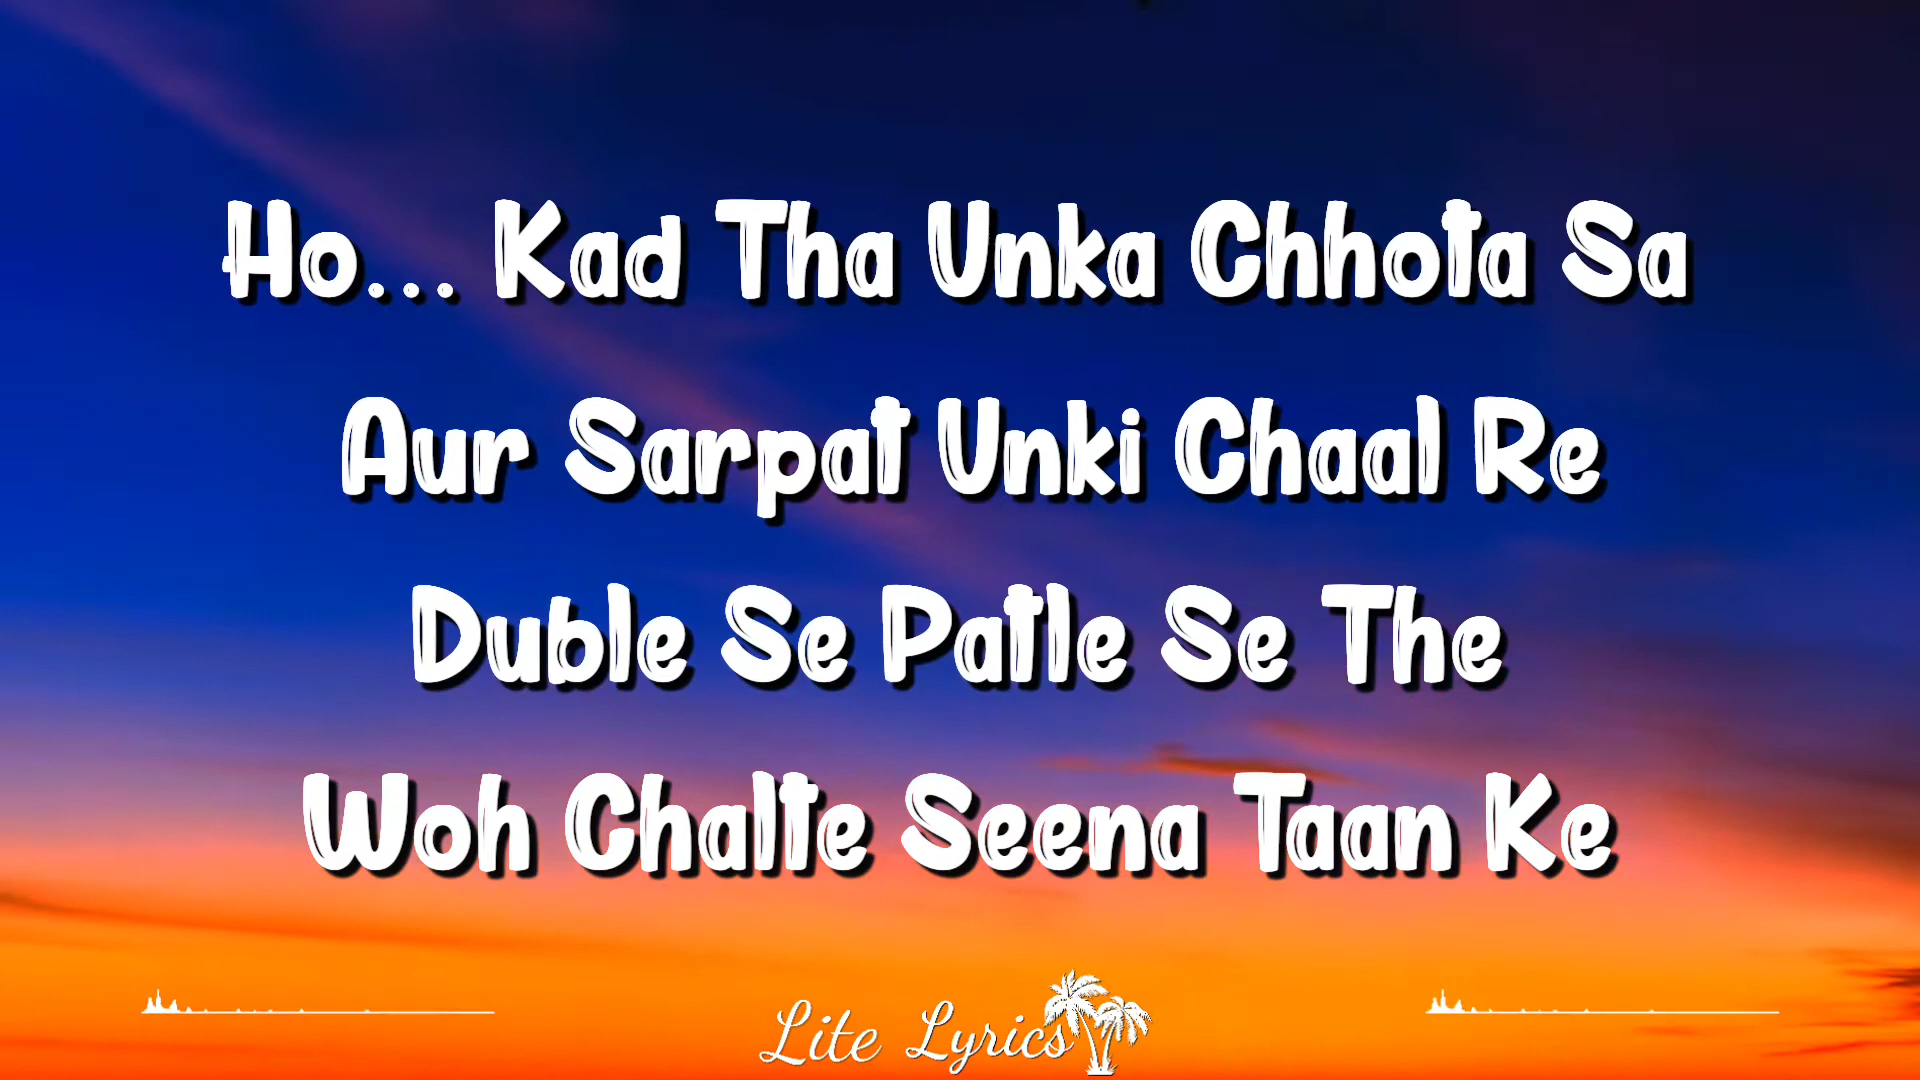 Ho... Kad Tha Unka Chhota Sa
Aur Sarpat Unki Chaal Re
Duble Se Patle Se The
Woh Chalte Seena Taan Ke
Lite Lyrics